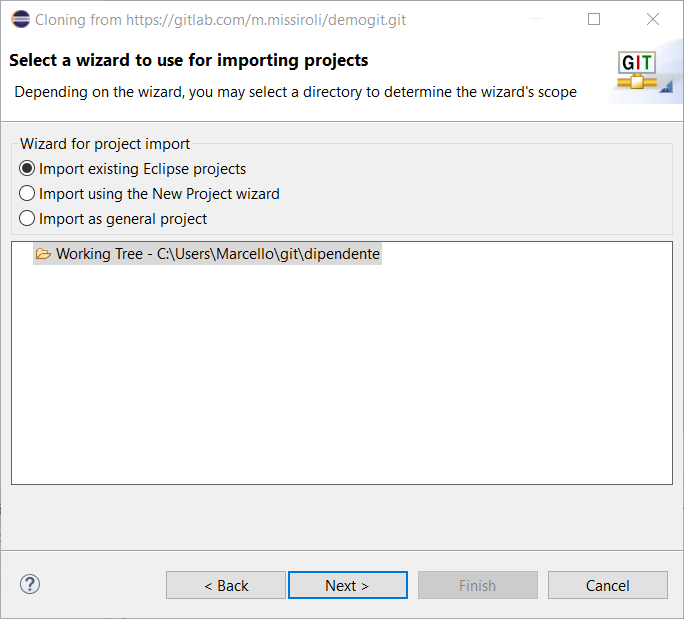 Cloning from https://gitlab.com/m.missiroli/demogit.git
Select a wizard to use for importing projects
Depending on the wizard, you may select a directory to determine the wizard's scope
GIT
Wizard for project import
Import existing Eclipse projects
Import using the New Project wizard
Import as general project
Working Tree - C:\Users\Marcello\git\dipendente
?
< Back
Next >
Finish
Cancel